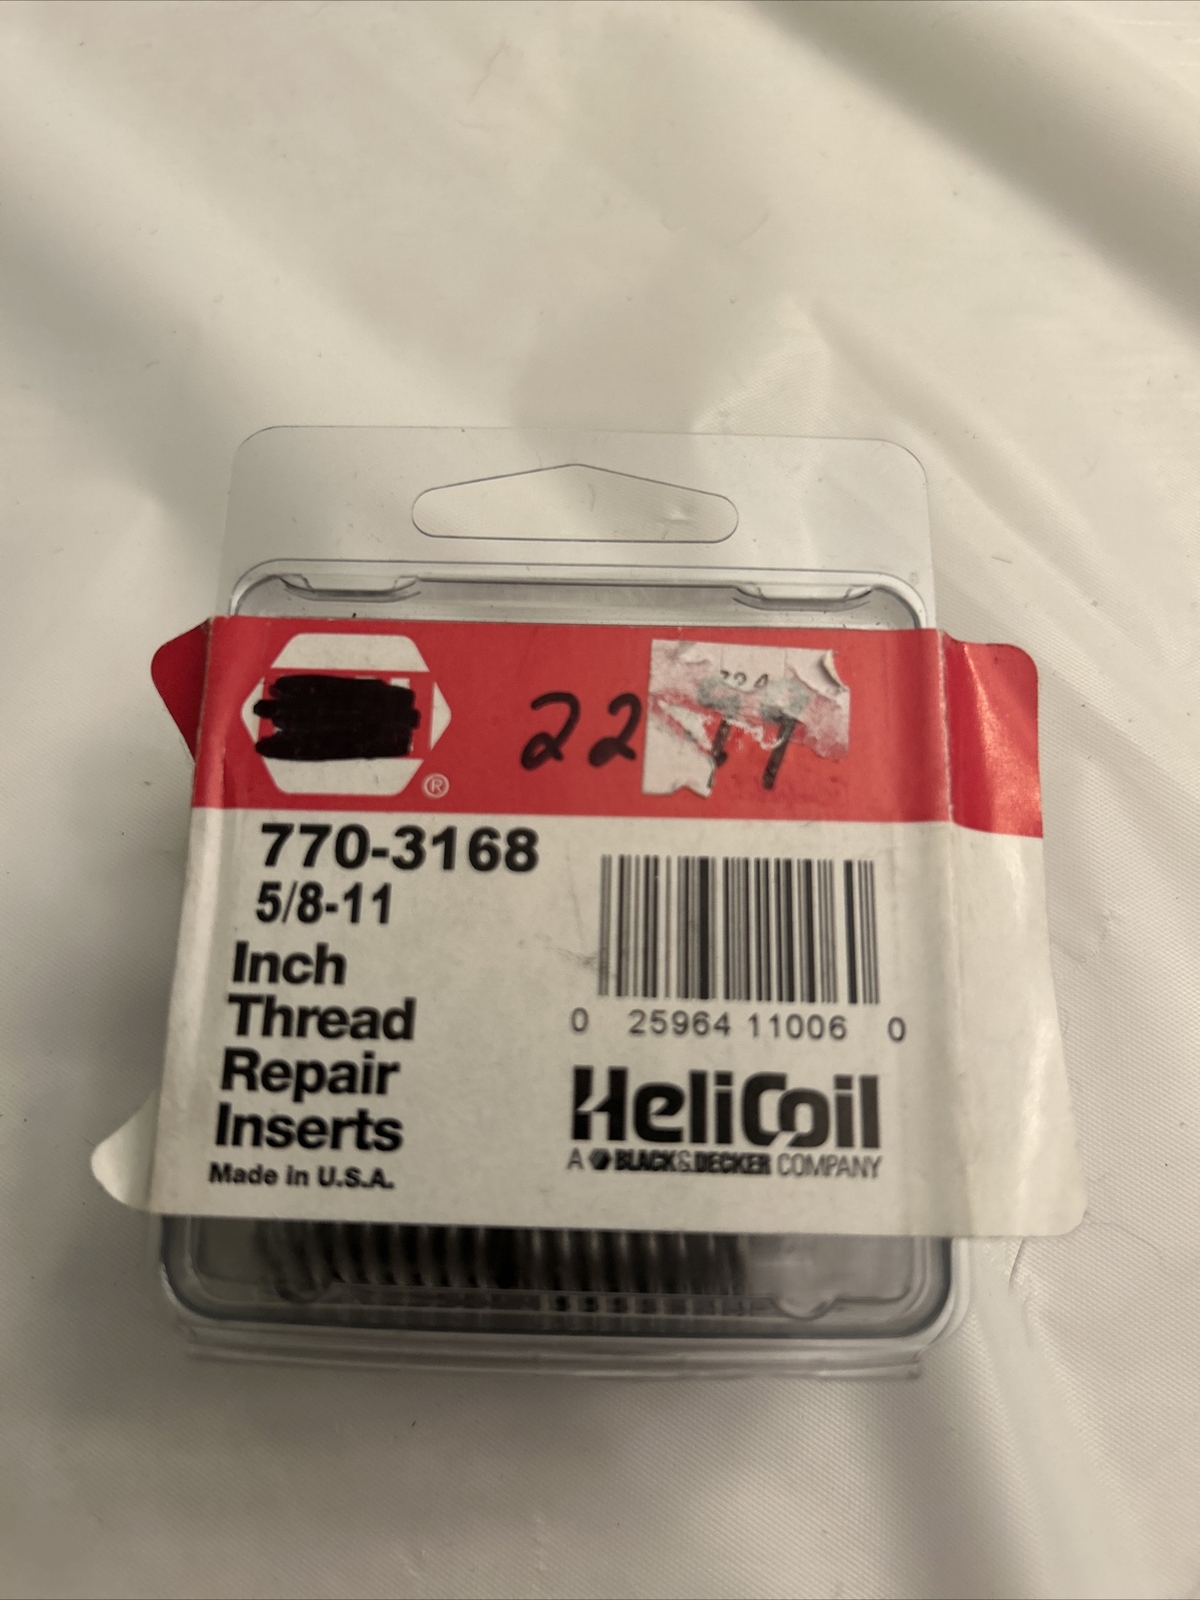 22
®
770-3168
5/8-11
Inch
Thread
Repair
Inserts
Made in U.S.A.
0 25964 11006 0
HeliCoil
A BLACK&DECKER COMPANY